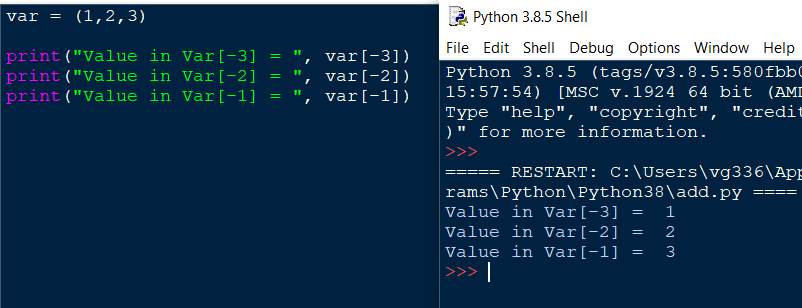 var = (1,2,3)
print("Value in Var[-3] = ", var[-3])
print("Value in Var[-2] = ", var[-2])
print("Value in Var[-1] = ", var[-1])
Python 3.8.5 Shell
File Edit Shell Debug Options Window Help
Python 3.8.5 (tags/v3.8.5:580fbb0
15:57:54) [MSC v.1924 64 bit (AMD
Type "help", "copyright", "credit
)" for more information.
>>>
===== RESTART: C:\Users\vg336\App
rams\Python\Python38\add.py ====
Value in Var[-3] =  1
Value in Var[-2] =  2
Value in Var[-1] =  3
>>>